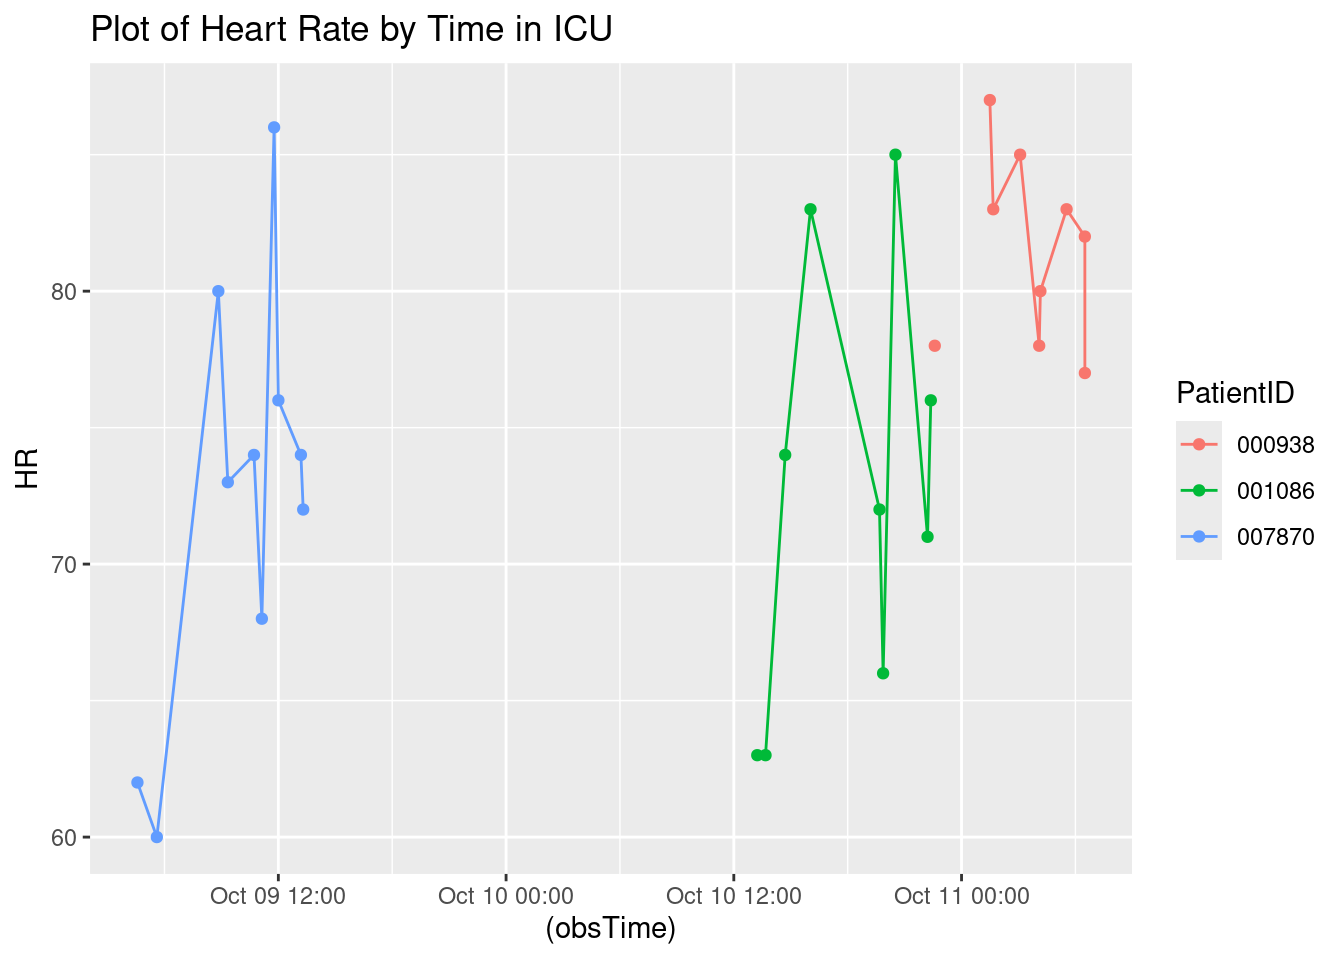 Plot of Heart Rate by Time in ICU
HR
80
70
60
Oct 09 12:00
Oct 10 00:00
Oct 10 12:00
Oct 11 00:00
(obsTime)
PatientID
000938
001086
007870